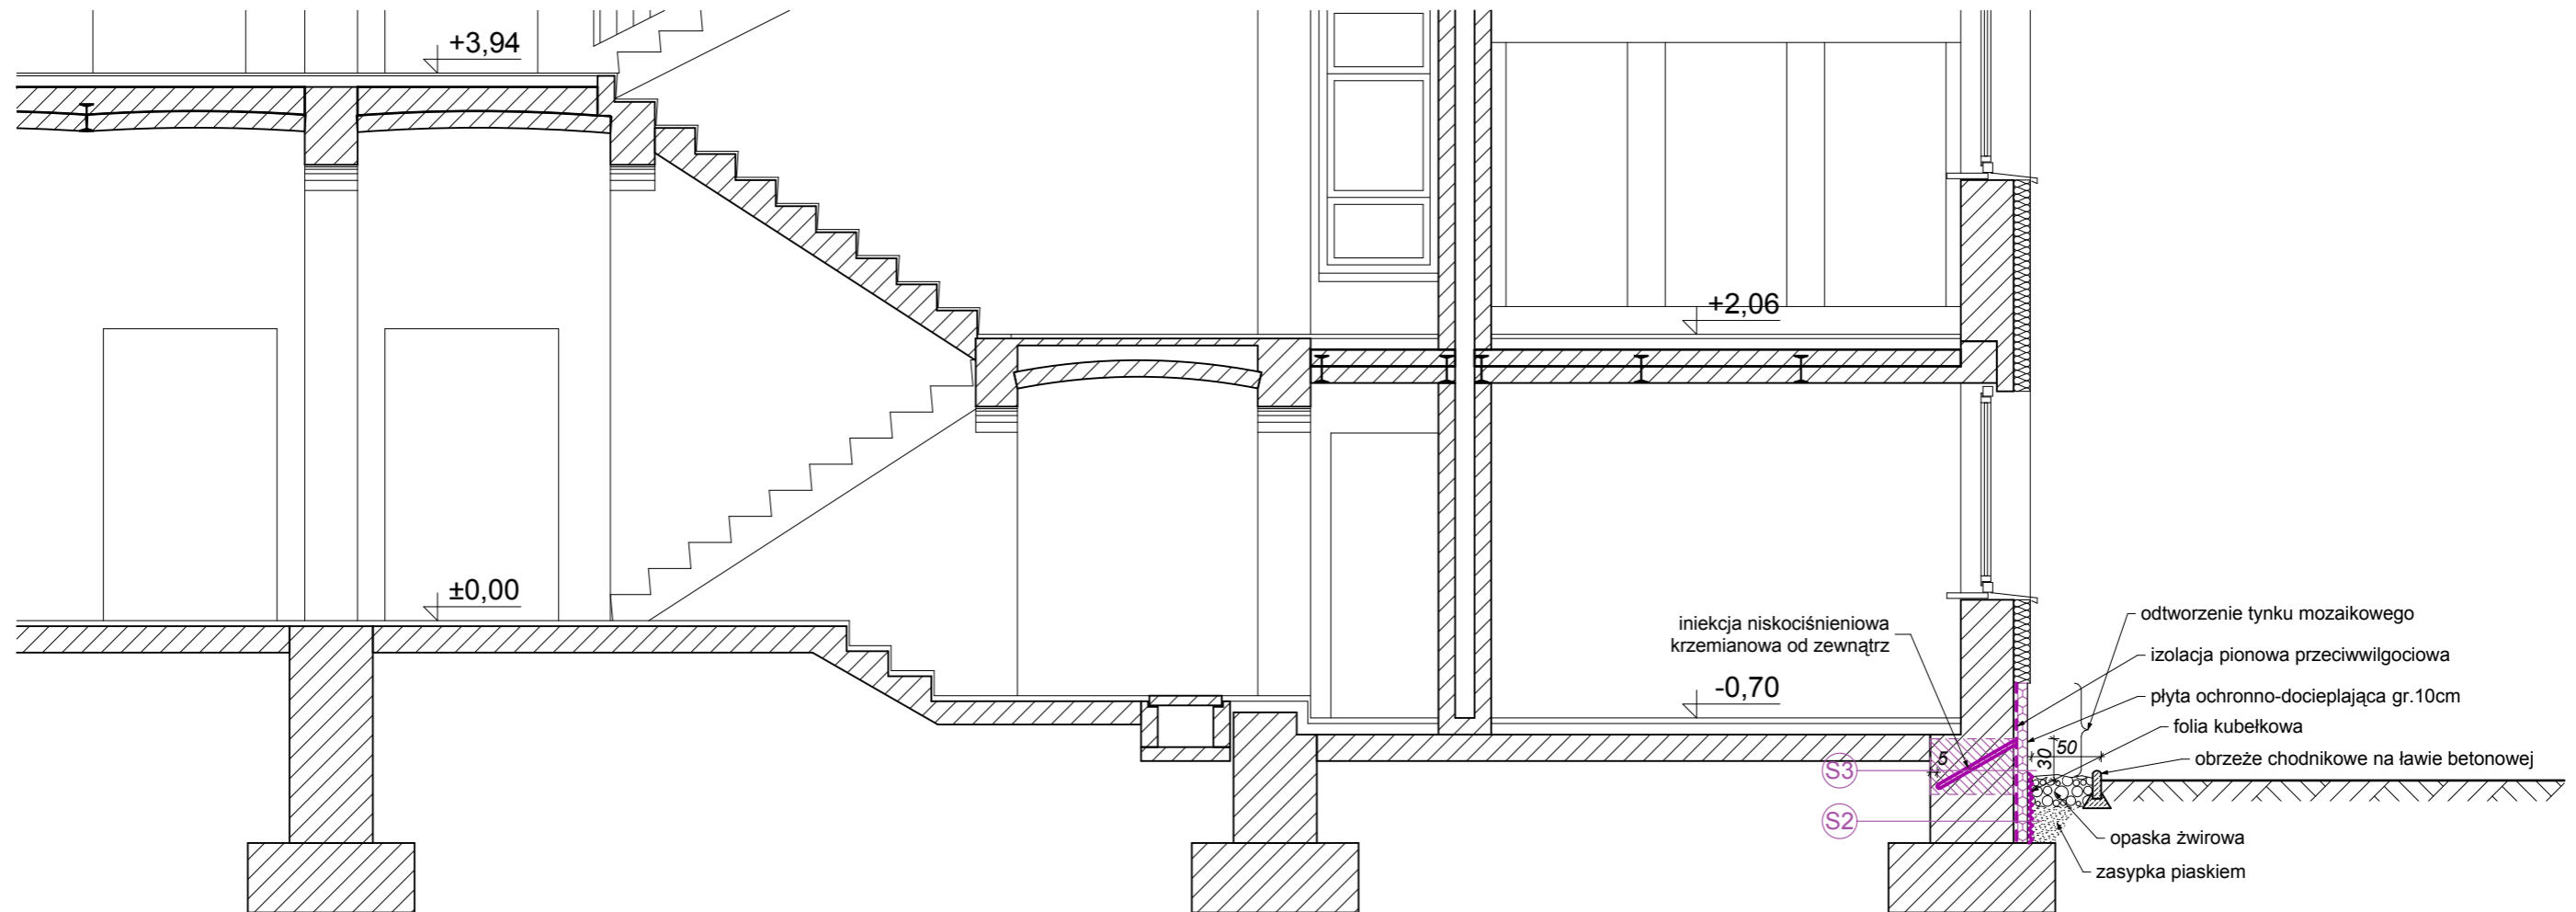 +3,94
+2,06
±0,00
iniekcja niskociśnieniowa
krzemianowa od zewnątrz
-0,70
odtworzenie tynku mozaikowego
izolacja pionowa przeciwwilgociowa
płyta ochronno-docieplająca gr.10cm
folia kubełkowa
50
5
30
obrzeże chodnikowe na ławie betonowej
S3
S2
opaska żwirowa
zasypka piaskiem